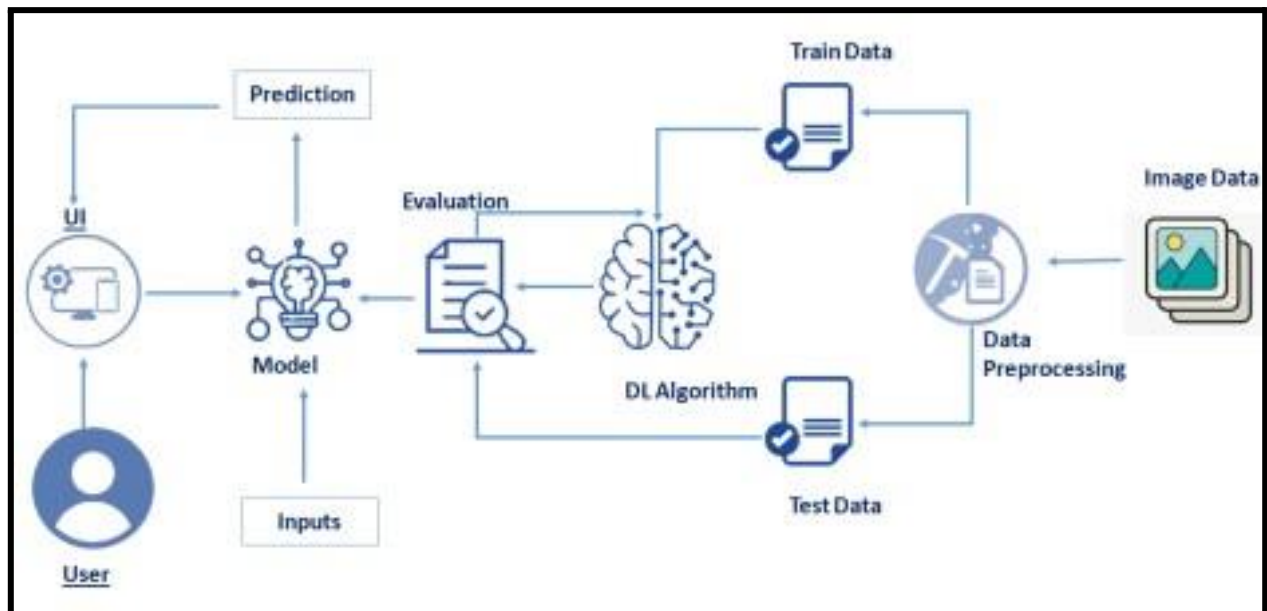 Train Data
Prediction
Image Data
Evaluation
UI
Model
Data
Preprocessing
DL Algorithm
Inputs
Test Data
User